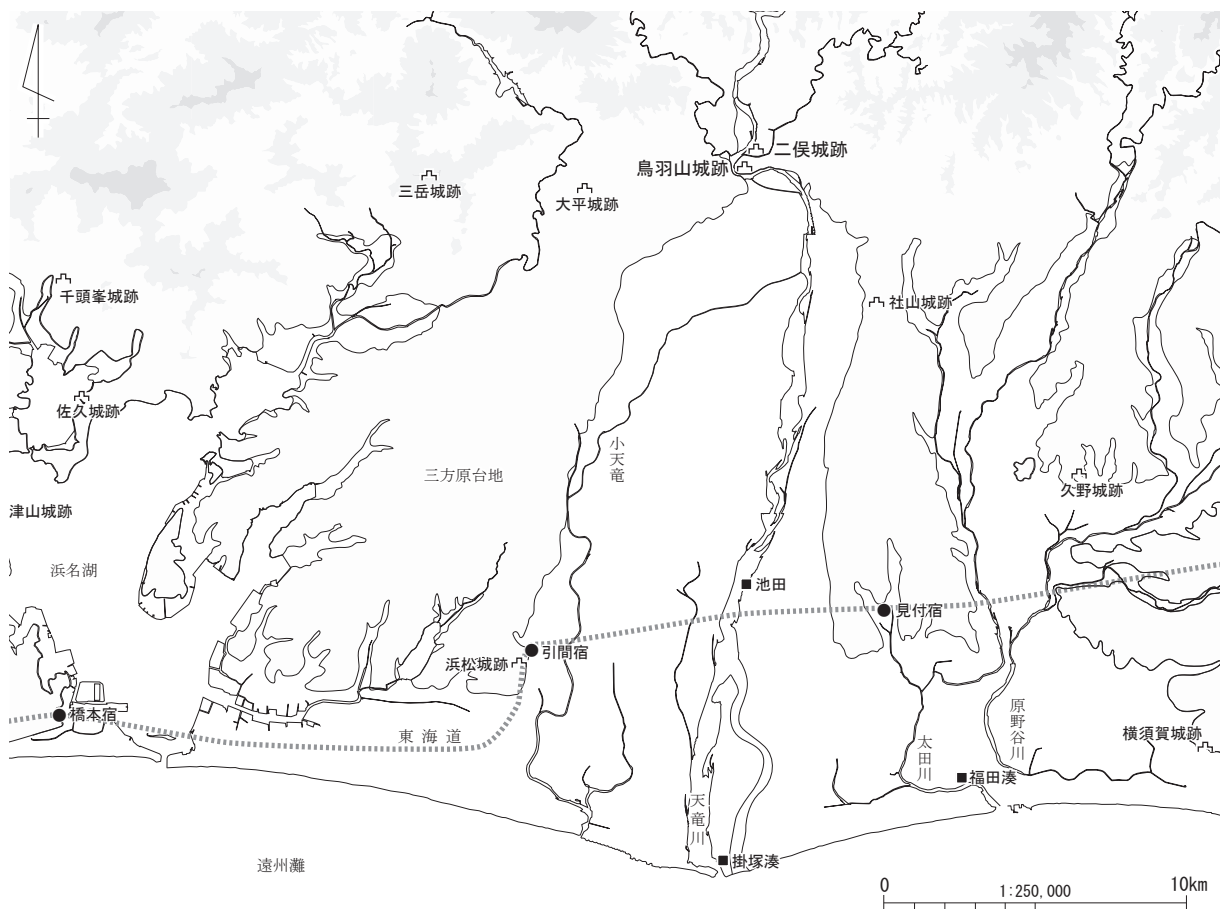 二俣城跡
鳥羽山城跡
三岳城跡
大平城跡
千頭峯城跡
社山城跡
佐久城跡
小天竜
三方原台地
久野城跡
津山城跡
浜名湖
池田
見付宿
引間宿
浜松城跡
橋本宿
東海道
原野谷川
横須賀城跡
太田川
福田湊
天竜川
掛塚湊
遠州灘
0
1:250,000
10km